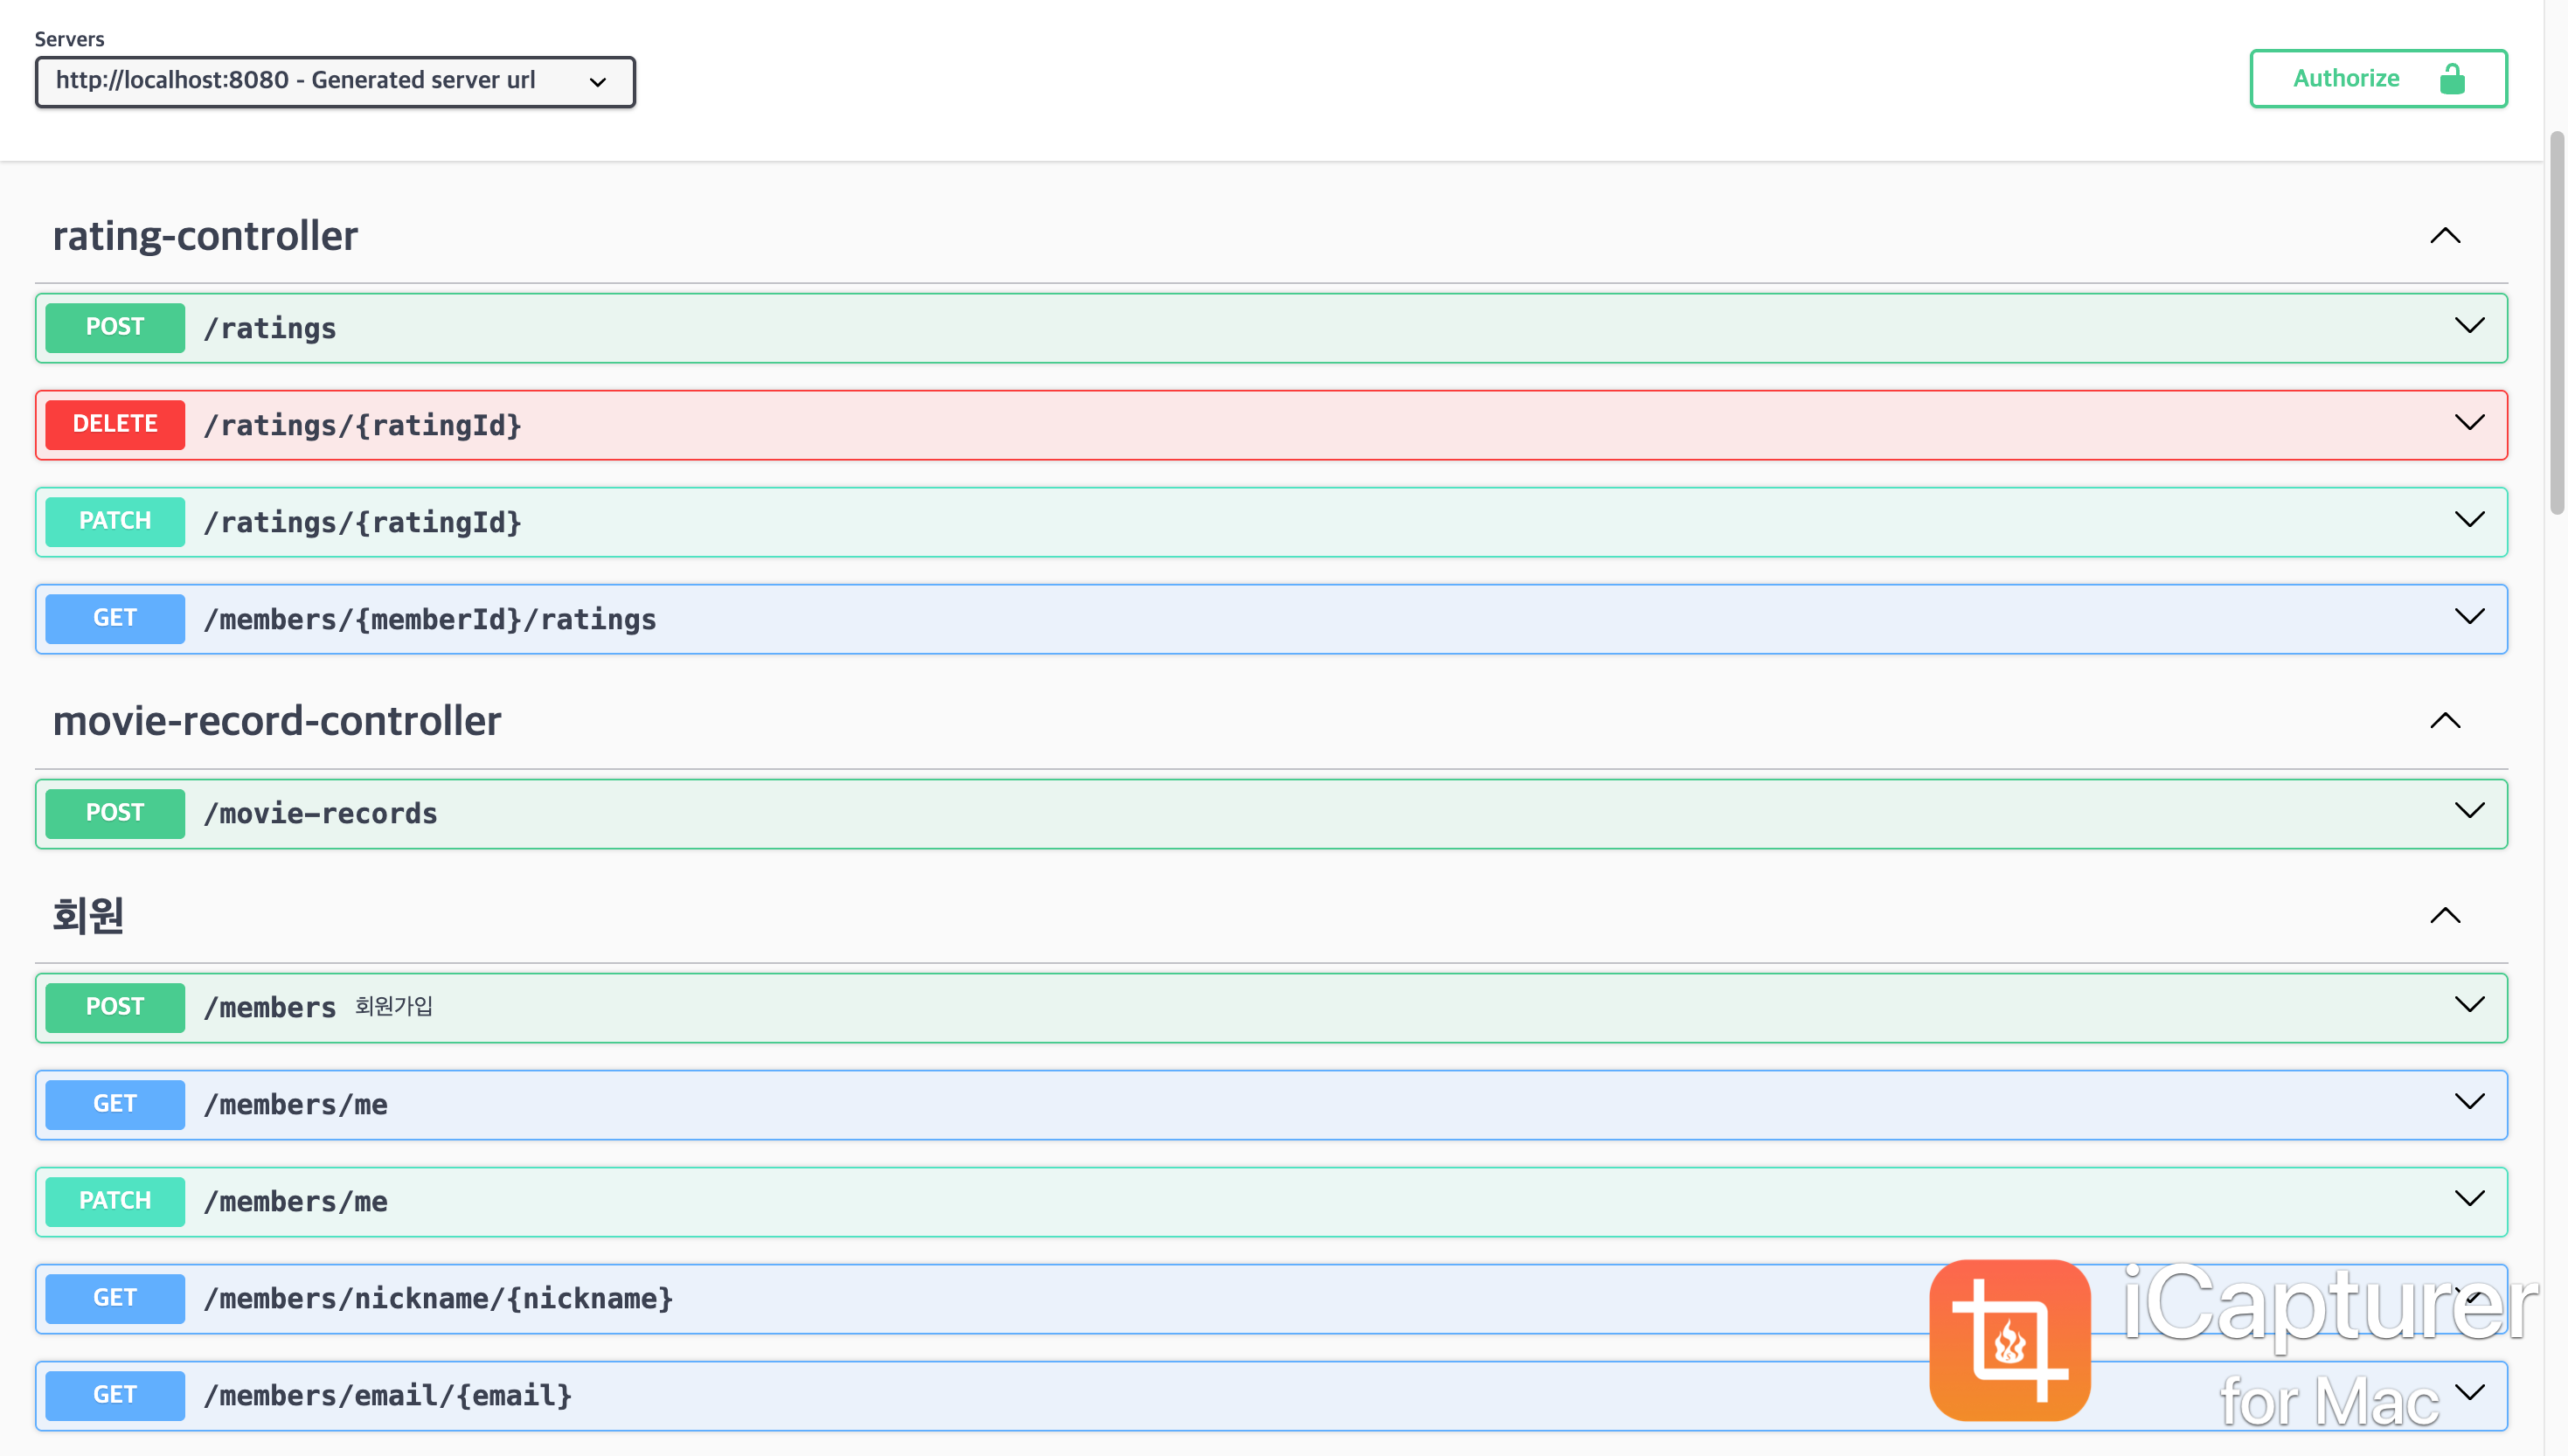 Servers
http://localhost:8080 - Generated server url
Authorize
rating-controller
POST /ratings
DELETE /ratings/{ratingId}
PATCH /ratings/{ratingId}
GET /members/{memberId}/ratings
movie-record-controller
POST /movie-records
회원
POST /members 회원가입
GET /members/me
PATCH /members/me
GET /members/nickname/{nickname}
GET /members/email/{email}
iCapturer
for Mac